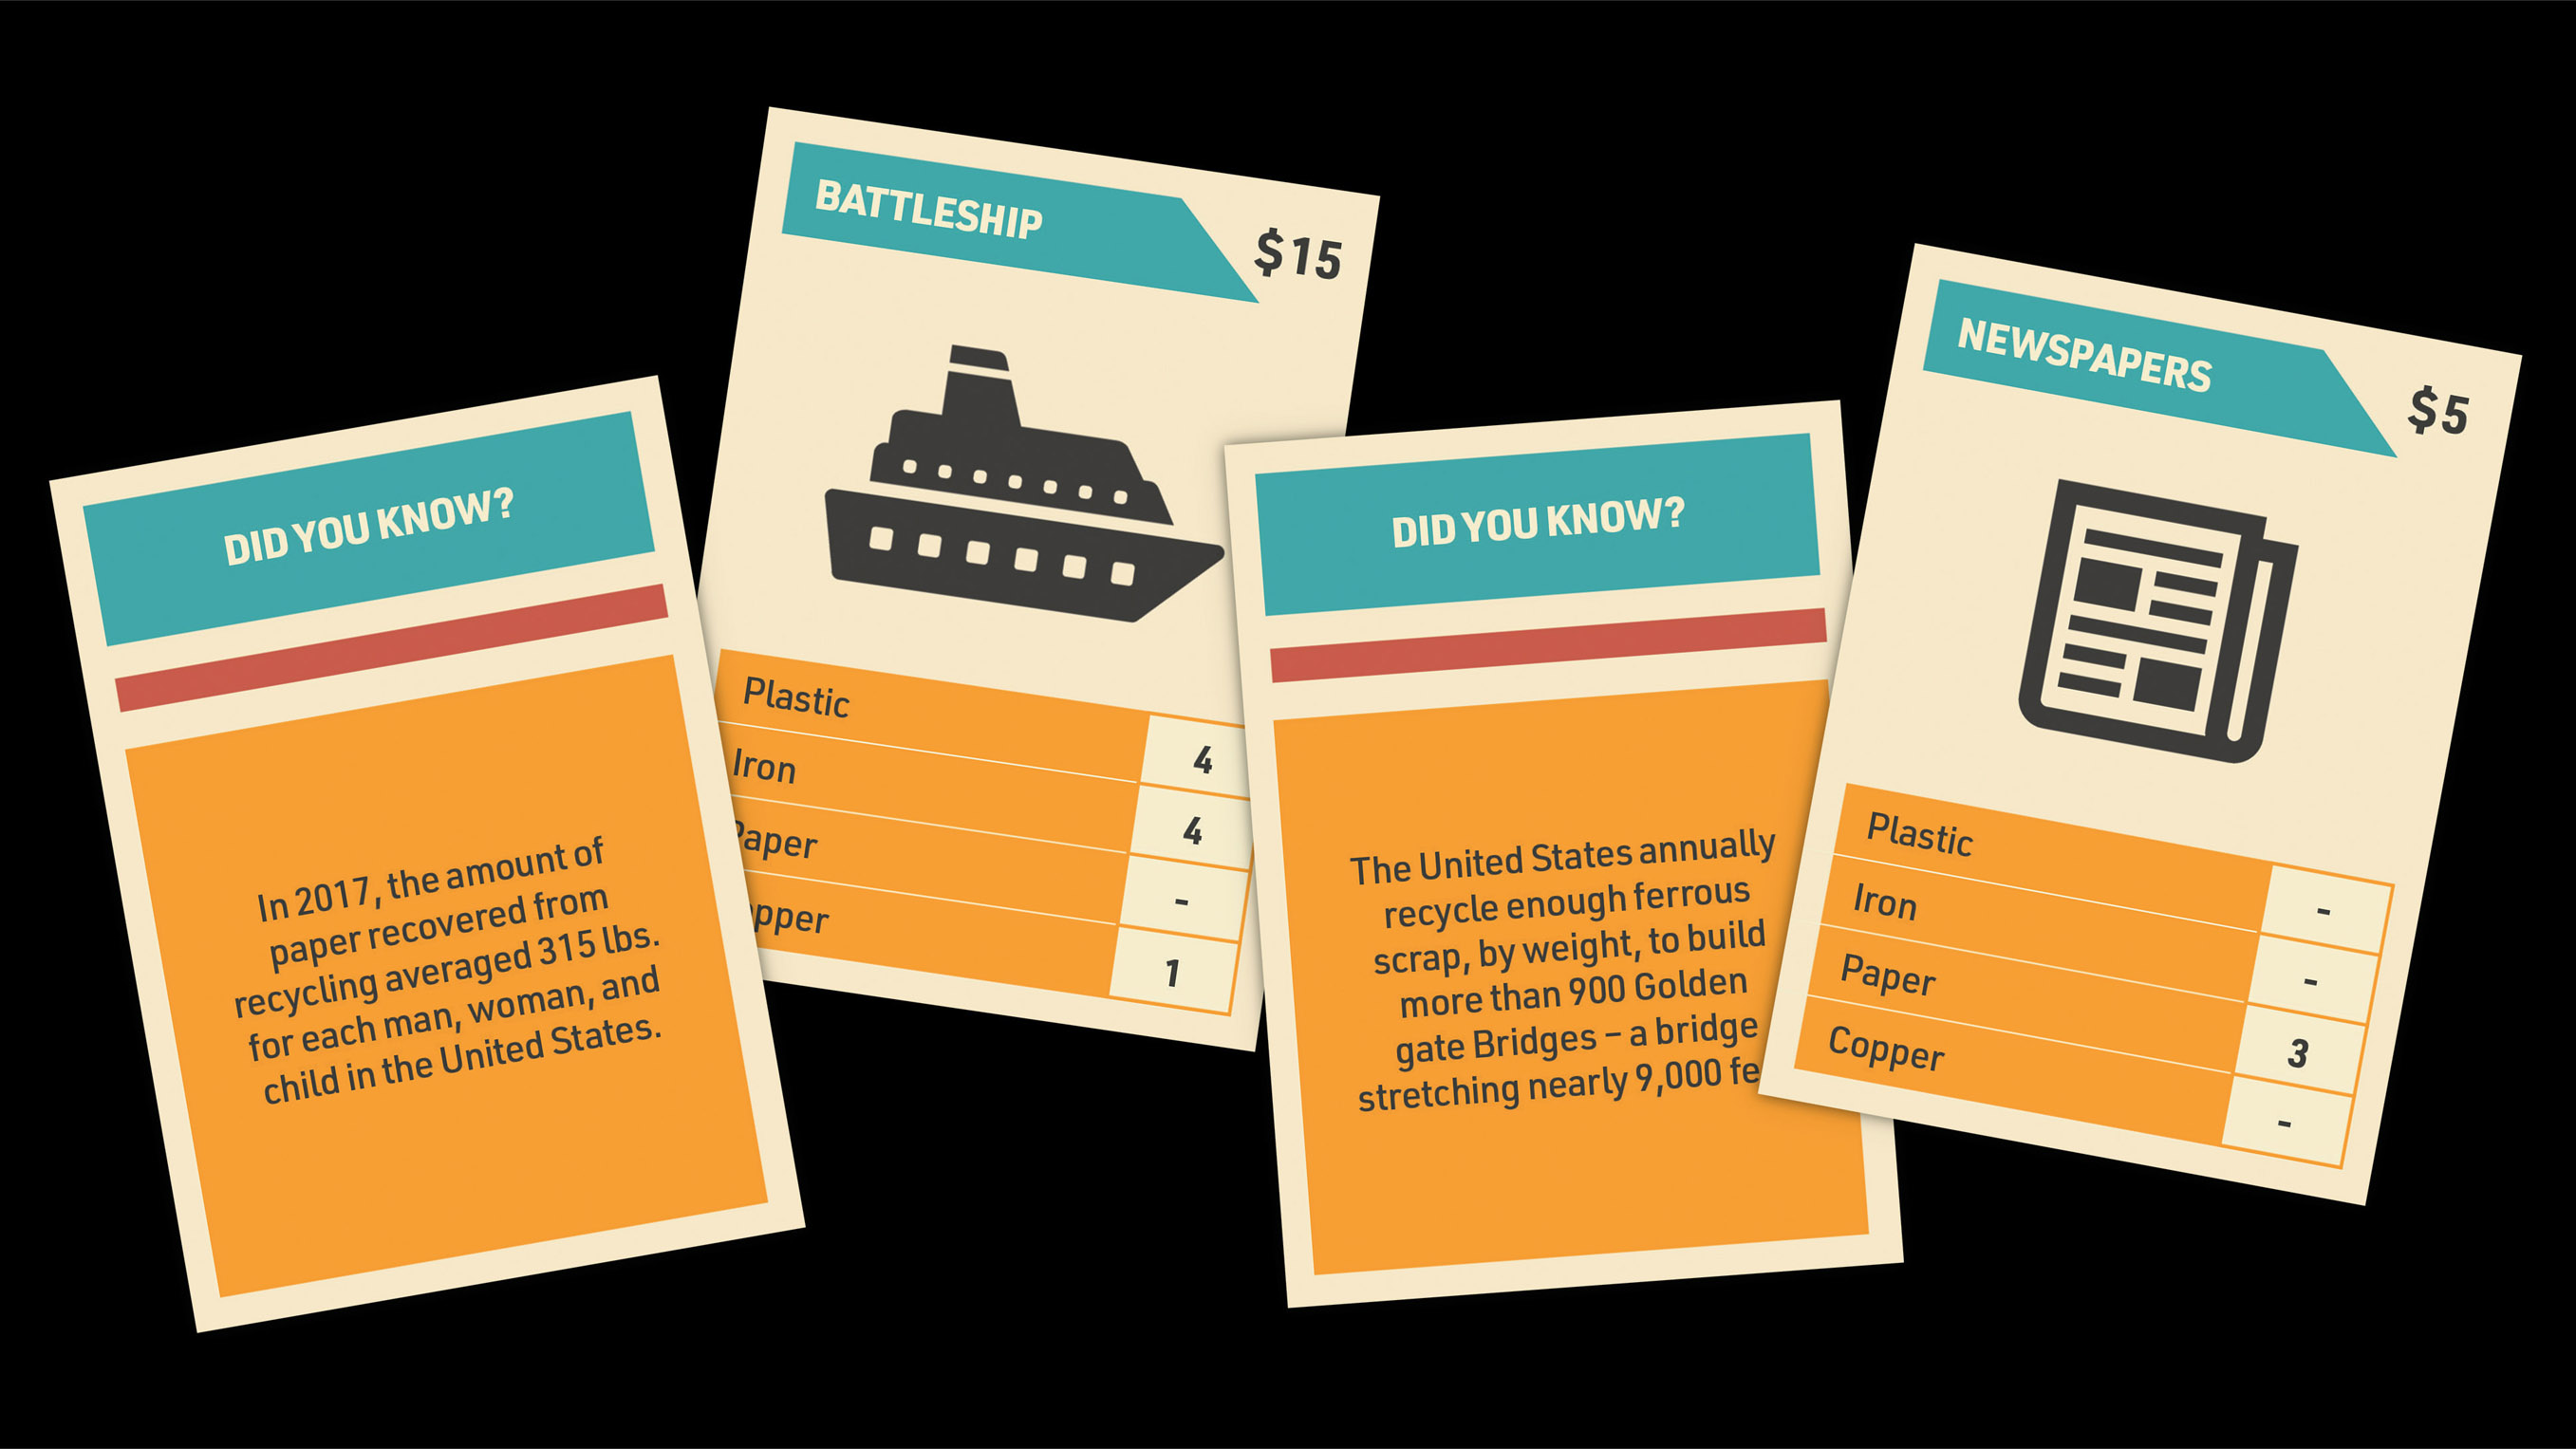 DID YOU KNOW?
In 2017, the amount of
paper recovered from
recycling averaged 315 lbs.
for each man, woman, and
child in the United States.
BATTLESHIP
$15
Plastic 4
Iron 4
Paper -
Copper 1
DID YOU KNOW?
The United States annually
recycle enough ferrous
scrap, by weight, to build
more than 900 Golden
gate Bridges – a bridge
stretching nearly 9,000
NEWSPAPERS
$5
Plastic -
Iron -
Paper 3
Copper -